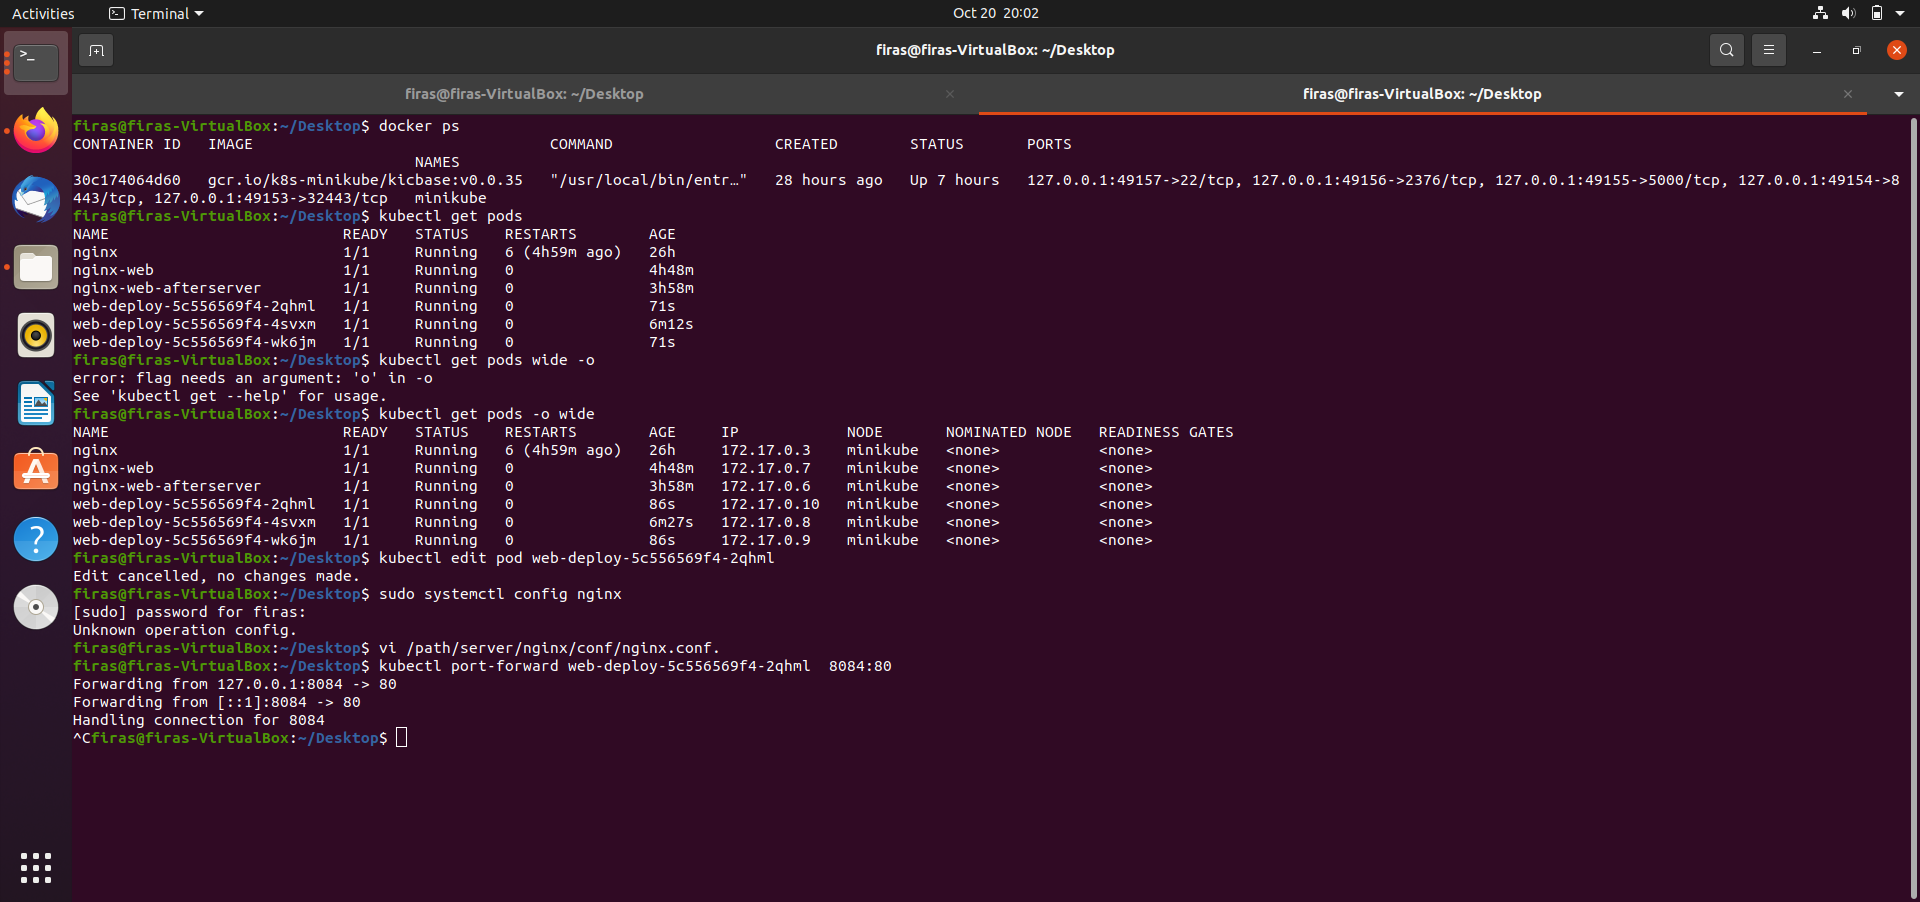 Activities Terminal Oct 20 20:02
firas@firas-VirtualBox: ~/Desktop
firas@firas-VirtualBox: ~/Desktop firas@firas-VirtualBox: ~/Desktop
firas@firas-VirtualBox:~/Desktop$ docker ps
CONTAINER ID   IMAGE                                 COMMAND                  CREATED        STATUS       PORTS
                                      NAMES
30c174064d60   gcr.io/k8s-minikube/kicbase:v0.0.35   "/usr/local/bin/entr…"   28 hours ago   Up 7 hours   127.0.0.1:49157->22/tcp, 127.0.0.1:49156->2376/tcp, 127.0.0.1:49155->5000/tcp, 127.0.0.1:49154->8
443/tcp, 127.0.0.1:49153->32443/tcp   minikube
firas@firas-VirtualBox:~/Desktop$ kubectl get pods
NAME                          READY   STATUS    RESTARTS        AGE
nginx                         1/1     Running   6 (4h59m ago)   26h
nginx-web                     1/1     Running   0               4h48m
nginx-web-afterserver         1/1     Running   0               3h58m
web-deploy-5c556569f4-2qhml   1/1     Running   0               71s
web-deploy-5c556569f4-4svxm   1/1     Running   0               6m12s
web-deploy-5c556569f4-wk6jm   1/1     Running   0               71s
firas@firas-VirtualBox:~/Desktop$ kubectl get pods wide -o
error: flag needs an argument: 'o' in -o
See 'kubectl get --help' for usage.
firas@firas-VirtualBox:~/Desktop$ kubectl get pods -o wide
NAME                          READY   STATUS    RESTARTS        AGE     IP            NODE       NOMINATED NODE   READINESS GATES
nginx                         1/1     Running   6 (4h59m ago)   26h     172.17.0.3    minikube   <none>           <none>
nginx-web                     1/1     Running   0               4h48m   172.17.0.7    minikube   <none>           <none>
nginx-web-afterserver         1/1     Running   0               3h58m   172.17.0.6    minikube   <none>           <none>
web-deploy-5c556569f4-2qhml   1/1     Running   0               86s     172.17.0.10   minikube   <none>           <none>
web-deploy-5c556569f4-4svxm   1/1     Running   0               6m27s   172.17.0.8    minikube   <none>           <none>
web-deploy-5c556569f4-wk6jm   1/1     Running   0               86s     172.17.0.9    minikube   <none>           <none>
firas@firas-VirtualBox:~/Desktop$ kubectl edit pod web-deploy-5c556569f4-2qhml
Edit cancelled, no changes made.
firas@firas-VirtualBox:~/Desktop$ sudo systemctl config nginx
[sudo] password for firas:
Unknown operation config.
firas@firas-VirtualBox:~/Desktop$ vi /path/server/nginx/conf/nginx.conf.
firas@firas-VirtualBox:~/Desktop$ kubectl port-forward web-deploy-5c556569f4-2qhml  8084:80
Forwarding from 127.0.0.1:8084 -> 80
Forwarding from [::1]:8084 -> 80
Handling connection for 8084
^Cfiras@firas-VirtualBox:~/Desktop$